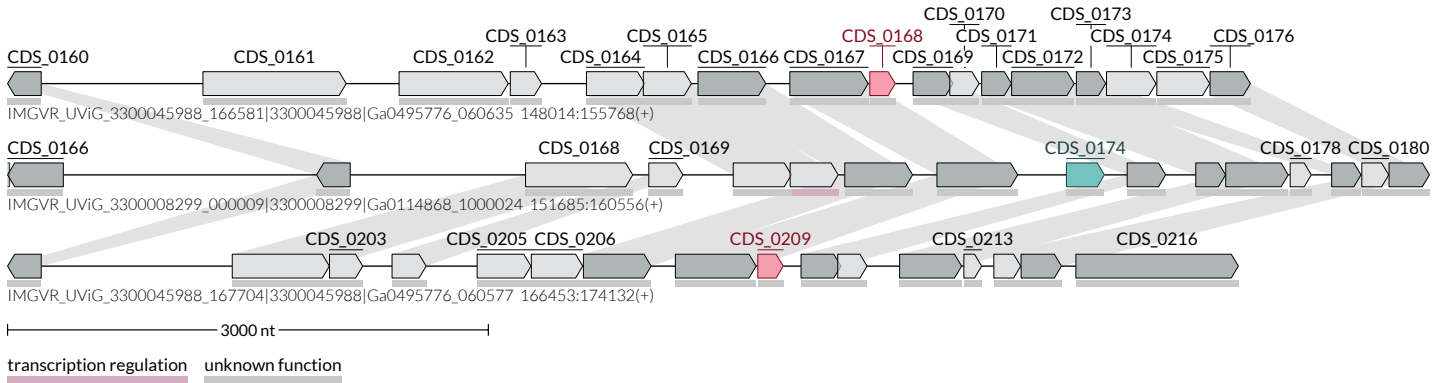 CDS_0170 CDS_0173
CDS_0163 CDS_0165 CDS_0168 CDS_0171 CDS_0174 CDS_0176
CDS_0160 CDS_0161 CDS_0162 CDS_0164 CDS_0166 CDS_0167 CDS_0169 CDS_0172 CDS_0175
IMGVR_UViG_3300045988_166581|3300045988|Ga0495776_060635 148014:155768(+)
CDS_0166 CDS_0168 CDS_0169 CDS_0174 CDS_0178 CDS_0180
IMGVR_UViG_3300008299_000009|3300008299|Ga0114868_1000024 151685:160556(+)
CDS_0203 CDS_0205 CDS_0206 CDS_0209 CDS_0213 CDS_0216
IMGVR_UViG_3300045988_167704|3300045988|Ga0495776_060577 166453:174132(+)
3000 nt
transcription regulation unknown function